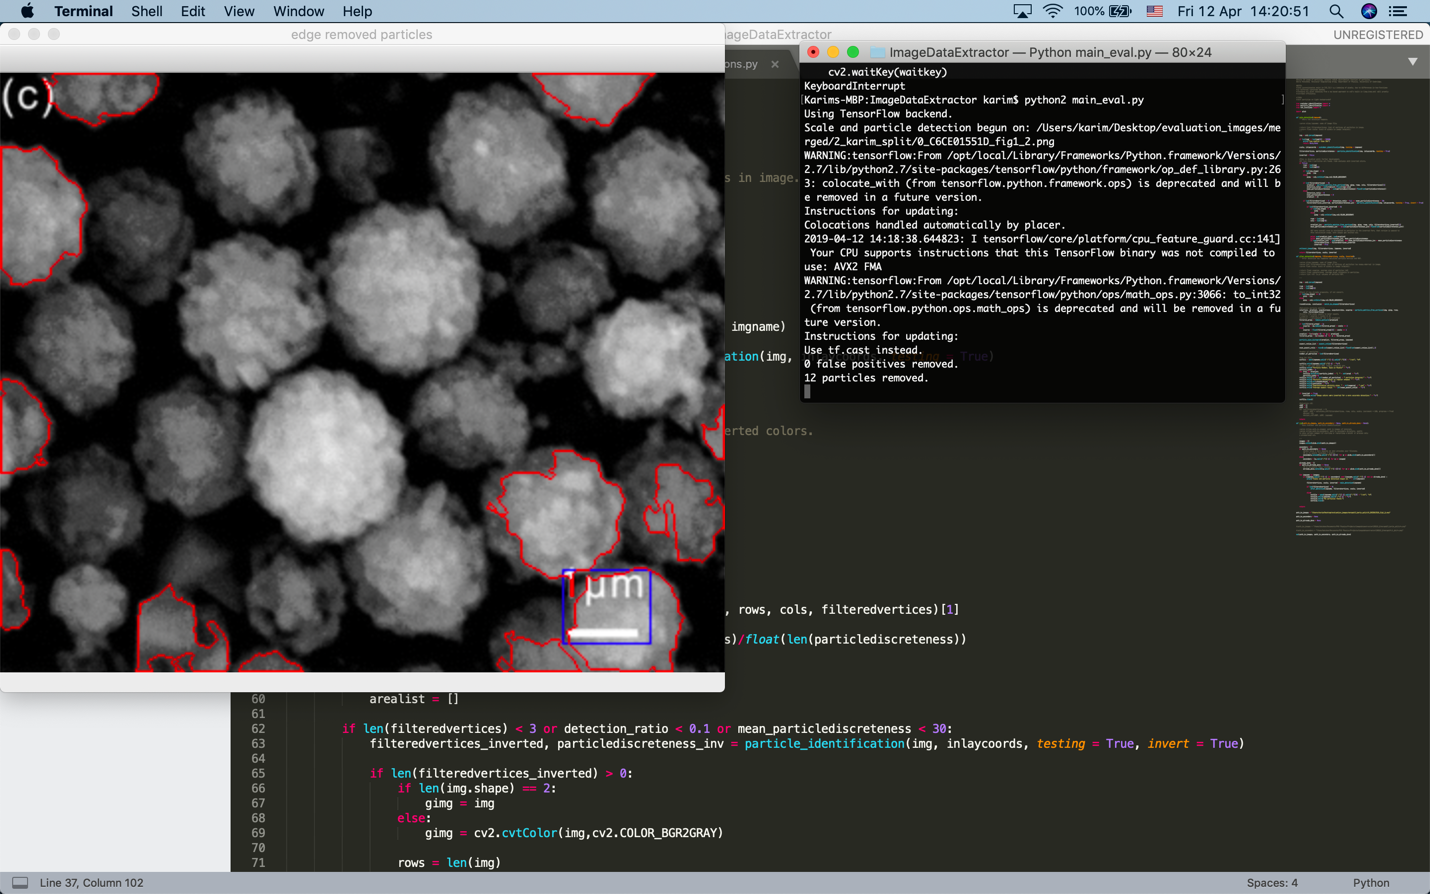 Terminal Shell Edit View Window Help
100% Fri 12 Apr 14:20:51
edge removed particles
ageDataExtractor
UNREGISTERED
ons.py ×
(c)
1 μm
ImageDataExtractor — Python main_eval.py — 80×24
cv2.waitKey(waitkey)
KeyboardInterrupt
[Karims-MBP:ImageDataExtractor karim$ python2 main_eval.py ]
Using TensorFlow backend.
Scale and particle detection begun on: /Users/karim/Desktop/evaluation_images/me
rged/2_karim_split/0_C6CE01551D_fig1_2.png
WARNING:tensorflow:From /opt/local/Library/Frameworks/Python.framework/Versions/
2.7/lib/python2.7/site-packages/tensorflow/python/framework/op_def_library.py:26
3: colocate_with (from tensorflow.python.framework.ops) is deprecated and will b
e removed in a future version.
Instructions for updating:
Colocations handled automatically by placer.
2019-04-12 14:18:38.644823: I tensorflow/core/platform/cpu_feature_guard.cc:141]
Your CPU supports instructions that this TensorFlow binary was not compiled to
use: AVX2 FMA
WARNING:tensorflow:From /opt/local/Library/Frameworks/Python.framework/Versions/
2.7/lib/python2.7/site-packages/tensorflow/python/ops/math_ops.py:3066: to_int32
(from tensorflow.python.ops.math_ops) is deprecated and will be removed in a fu
ture version.
Instructions for updating:
Use tf.cast instead.
0 false positives removed.
12 particles removed.
s in image.
imgname)
ation(img, = True)
erted colors.
, rows, cols, filteredvertices)[1]
s)/float(len(particlediscreteness))
60 arealist = []
61
62 if len(filteredvertices) < 3 or detection_ratio < 0.1 or mean_particlediscreteness < 30:
63 filteredvertices_inverted, particlediscreteness_inv = particle_identification(img, inlaycoords, testing = True, invert = True)
64
65 if len(filteredvertices_inverted) > 0:
66 if len(img.shape) == 2:
67 gimg = img
68 else:
69 gimg = cv2.cvtColor(img,cv2.COLOR_BGR2GRAY)
70
71 rows = len(img)
Line 37, Column 102
Spaces: 4 Python